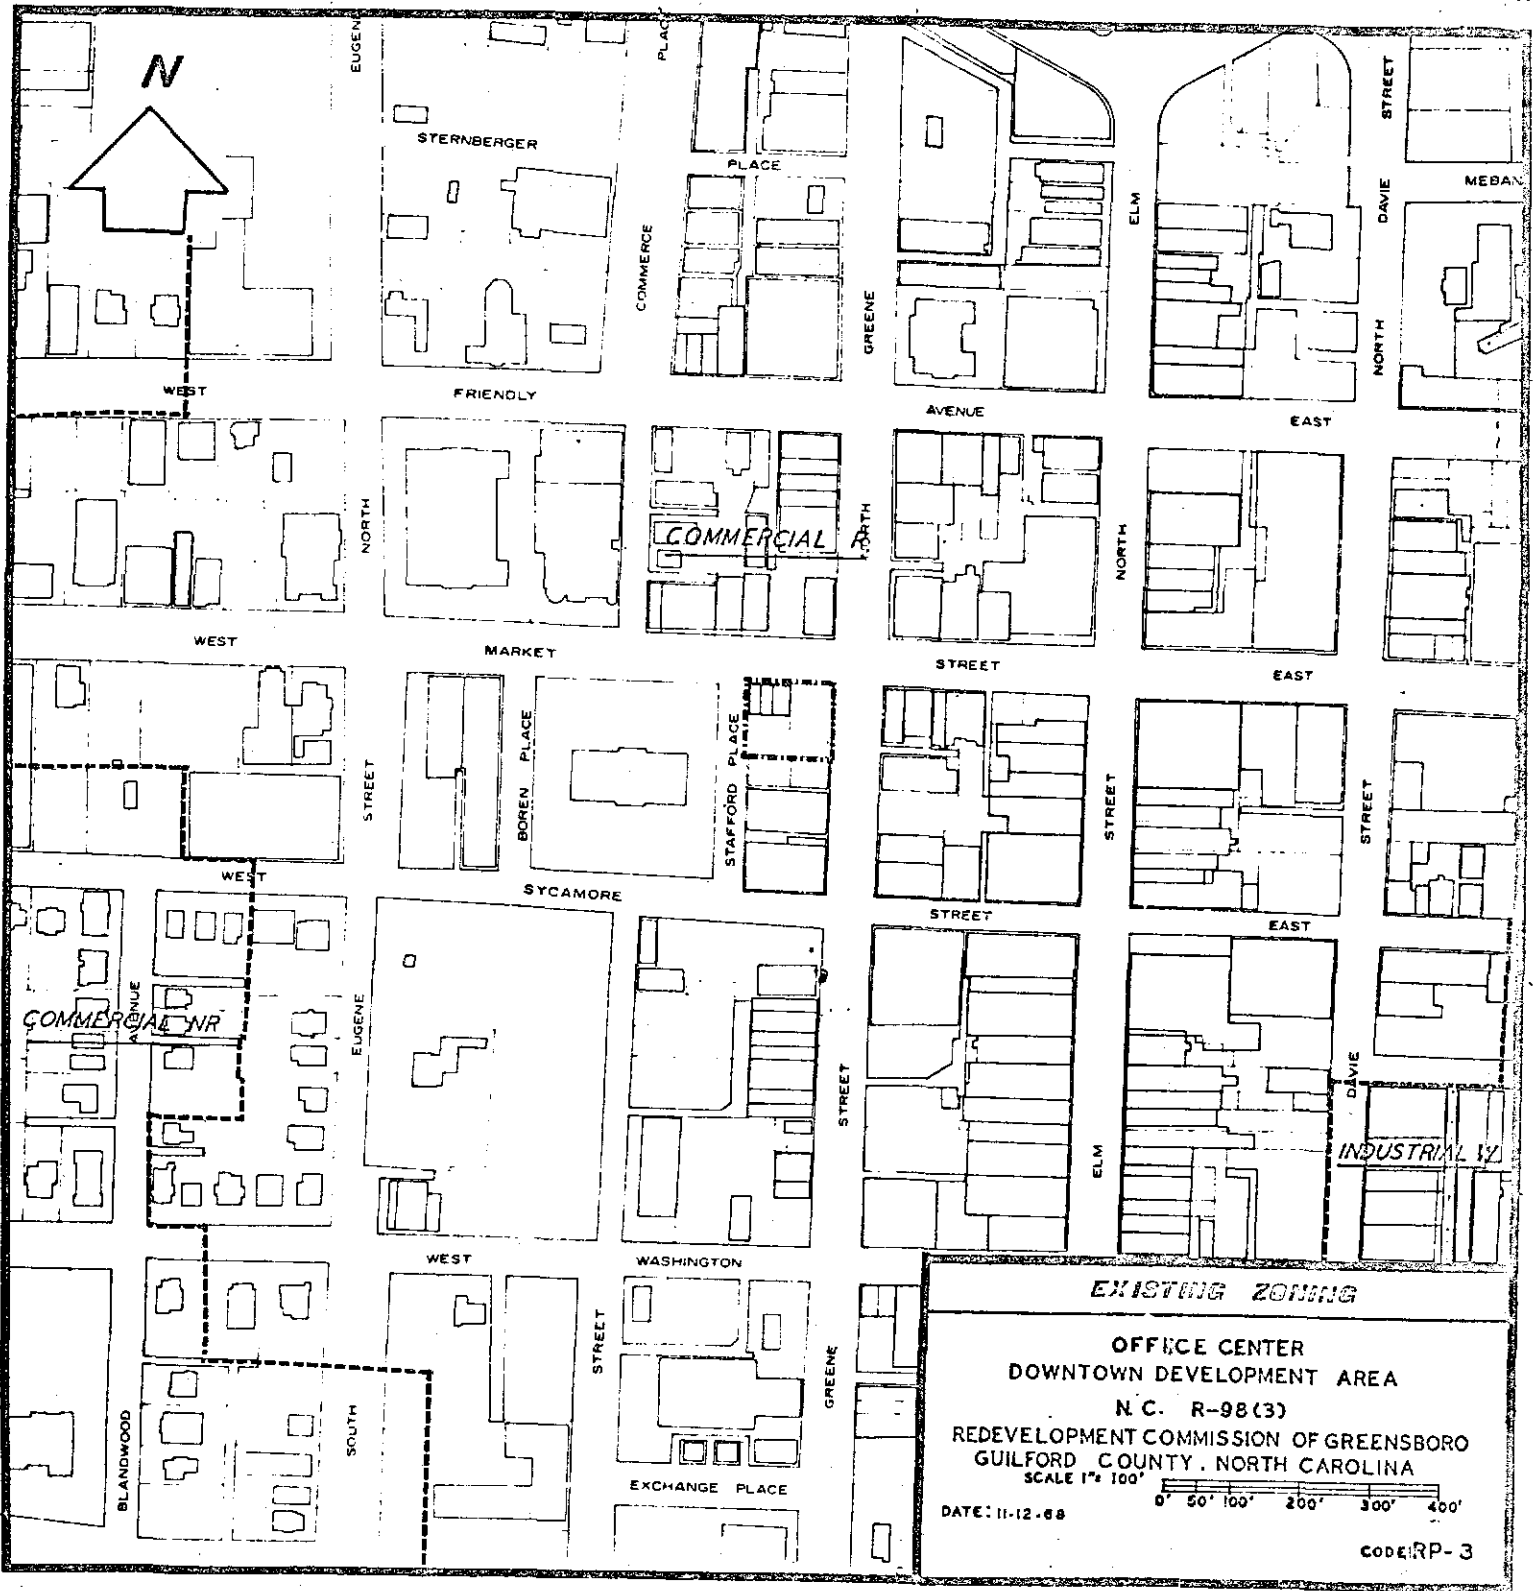 N
EUGENE
PLACE
STREET
STERNBERGER
PLACE
MEBAN
DAVIE
ELM
COMMERCE
GREENE
NORTH
WEST
FRIENDLY
AVENUE
EAST
NORTH
COMMERCIAL R
NORTH
NORTH
WEST
MARKET
STREET
EAST
BOREN PLACE
STAFFORD PLACE
STREET
STREET
STREET
WEST
SYCAMORE
STREET
EAST
COMMERCIAL NR
AVENUE
EUGENE
STREET
DAVIE
ELM
INDUSTRIAL W
WEST
WASHINGTON
STREET
GREENE
BLANDWOOD
SOUTH
EXCHANGE PLACE
EXISTING ZONING
OFFICE CENTER
DOWNTOWN DEVELOPMENT AREA
N.C. R-98(3)
REDEVELOPMENT COMMISSION OF GREENSBORO
GUILFORD COUNTY. NORTH CAROLINA
SCALE 1"= 100'
0' 50' 100' 200' 300' 400'
DATE: 11-12-68
CODE: RP-3